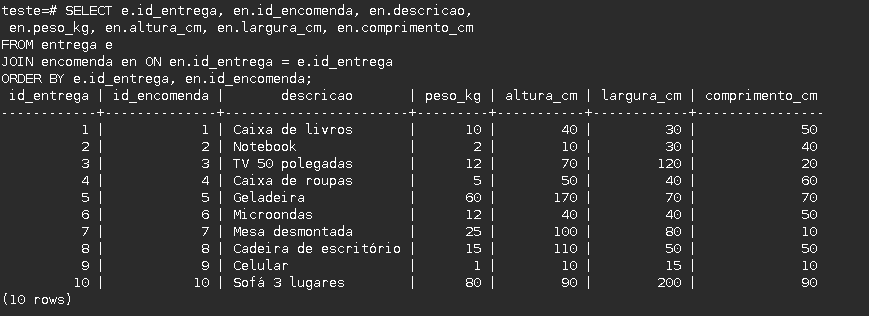 teste=# SELECT e.id_entrega, en.id_encomenda, en.descricao,
 en.peso_kg, en.altura_cm, en.largura_cm, en.comprimento_cm
FROM entrega e
JOIN encomenda en ON en.id_entrega = e.id_entrega
ORDER BY e.id_entrega, en.id_encomenda;
 id_entrega | id_encomenda |       descricao       | peso_kg | altura_cm | largura_cm | comprimento_cm
------------+--------------+-----------------------+---------+-----------+------------+----------------
          1 |            1 | Caixa de livros       |      10 |        40 |         30 |             50
          2 |            2 | Notebook              |       2 |        10 |         30 |             40
          3 |            3 | TV 50 polegadas       |      12 |        70 |        120 |             20
          4 |            4 | Caixa de roupas       |       5 |        50 |         40 |             60
          5 |            5 | Geladeira             |      60 |       170 |         70 |             70
          6 |            6 | Microondas            |      12 |        40 |         40 |             50
          7 |            7 | Mesa desmontada       |      25 |       100 |         80 |             10
          8 |            8 | Cadeira de escritório |      15 |       110 |         50 |             50
          9 |            9 | Celular               |       1 |        10 |         15 |             10
         10 |           10 | Sofá 3 lugares        |      80 |        90 |        200 |             90
(10 rows)